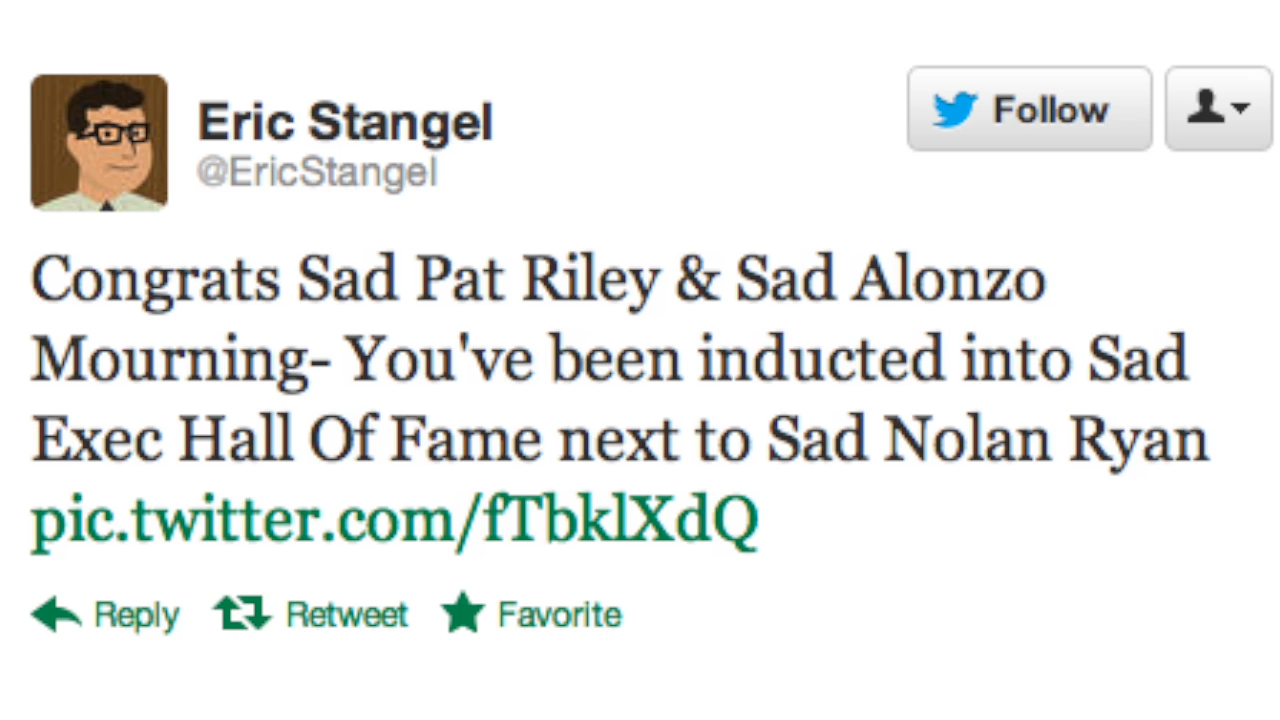 Eric Stangel
@EricStangel
Follow
Congrats Sad Pat Riley & Sad Alonzo
Mourning- You've been inducted into Sad
Exec Hall Of Fame next to Sad Nolan Ryan
pic.twitter.com/fTbklXdQ
Reply Retweet Favorite